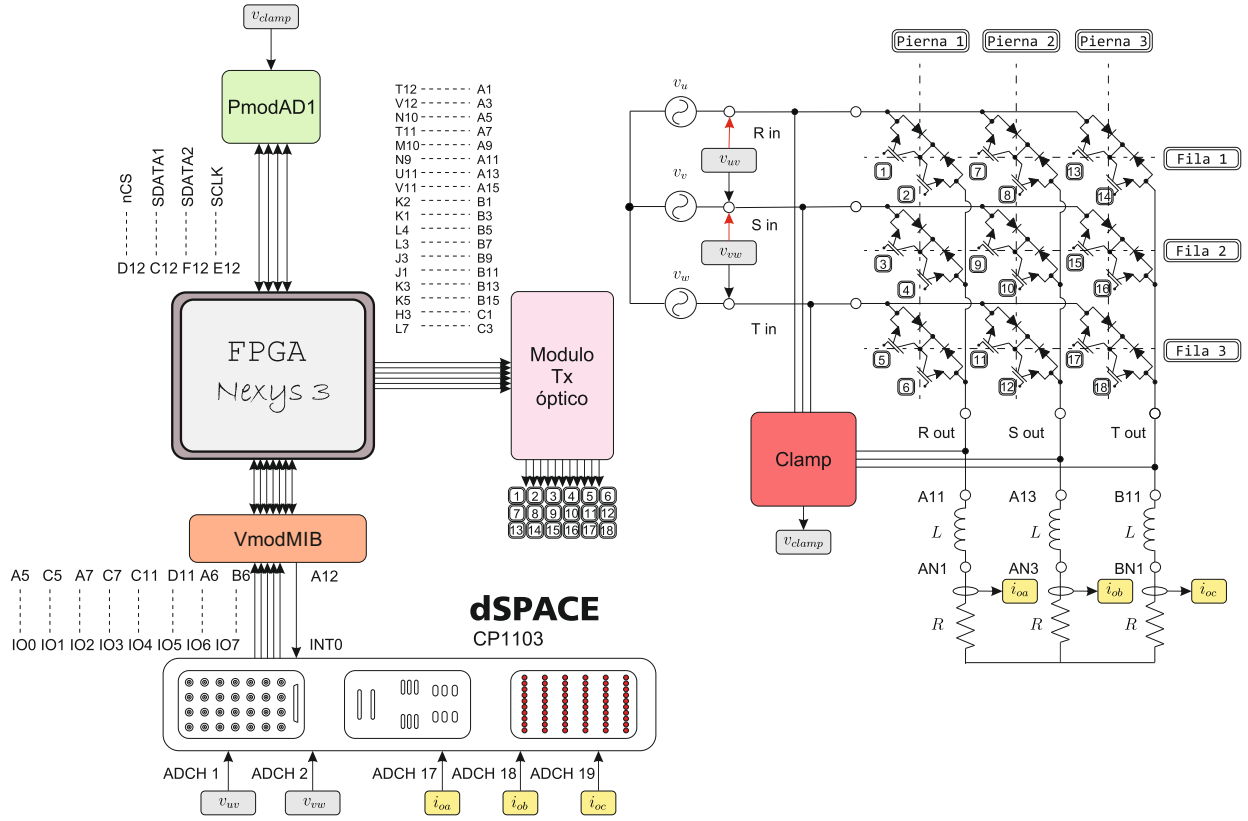 v_clamp
PmodAD1
nCS
SDATA1
SDATA2
SCLK
D12 C12 F12 E12
T12 A1
V12 A3
N10 A5
T11 A7
M10 A9
N9 A11
U11 A13
V11 A15
K2 B1
K1 B3
L4 B5
L3 B7
J3 B9
J1 B11
K3 B13
K5 B15
H3 C1
L7 C3
FPGA
Nexys 3
Modulo
Tx
óptico
1 2 3 4 5 6
7 8 9 10 11 12
13 14 15 16 17 18
VmodMIB
A5 C5 A7 C7 C11 D11 A6 B6 A12
IO0 IO1 IO2 IO3 IO4 IO5 IO6 IO7 INT0
dSPACE
CP1103
ADCH 1 ADCH 2 ADCH 17 ADCH 18 ADCH 19
v_uv v_vw i_oa i_ob i_oc
Pierna 1 Pierna 2 Pierna 3
v_u
R in
v_uv
v_v
S in
v_vw
v_w
T in
1 7 13 Fila 1
2 8 14
3 9 15 Fila 2
4 10 16
5 11 17 Fila 3
6 12 18
R out S out T out
Clamp
v_clamp
A11 A13 B11
L L L
AN1 AN3 BN1
i_oa i_ob i_oc
R R R